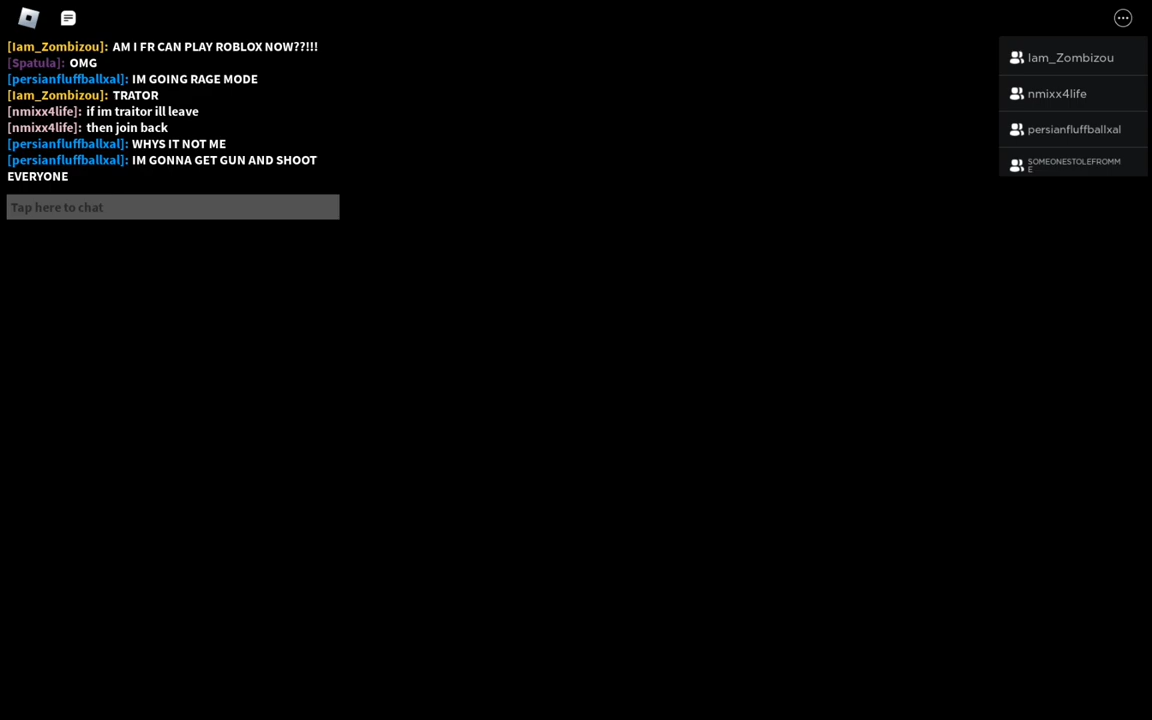 [Iam_Zombizou]: AM I FR CAN PLAY ROBLOX NOW??!!!
[Spatula]: OMG
[persianfluffballxal]: IM GOING RAGE MODE
[Iam_Zombizou]: TRATOR
[nmixx4life]: if im traitor ill leave
[nmixx4life]: then join back
[persianfluffballxal]: WHYS IT NOT ME
[persianfluffballxal]: IM GONNA GET GUN AND SHOOT
EVERYONE
Tap here to chat
Iam_Zombizou
nmixx4life
persianfluffballxal
SOMEONESTOLEFROMM
E